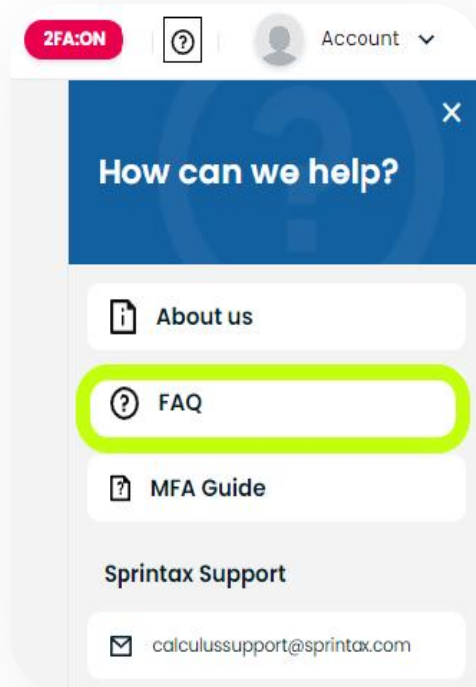 2FA:ON
Account
How can we help?
About us
FAQ
MFA Guide
Sprintax Support
calculussupport@sprintax.com